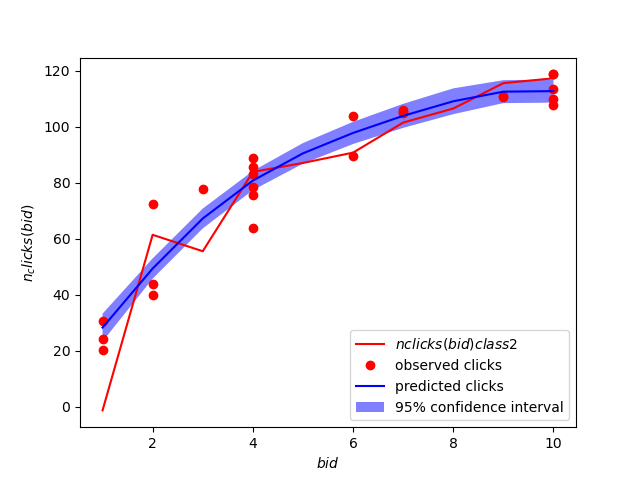 120
100
80
60
40
20
0
n_clicks(bid)
nclicks(bid)class2
observed clicks
predicted clicks
95% confidence interval
2
4
6
8
10
bid